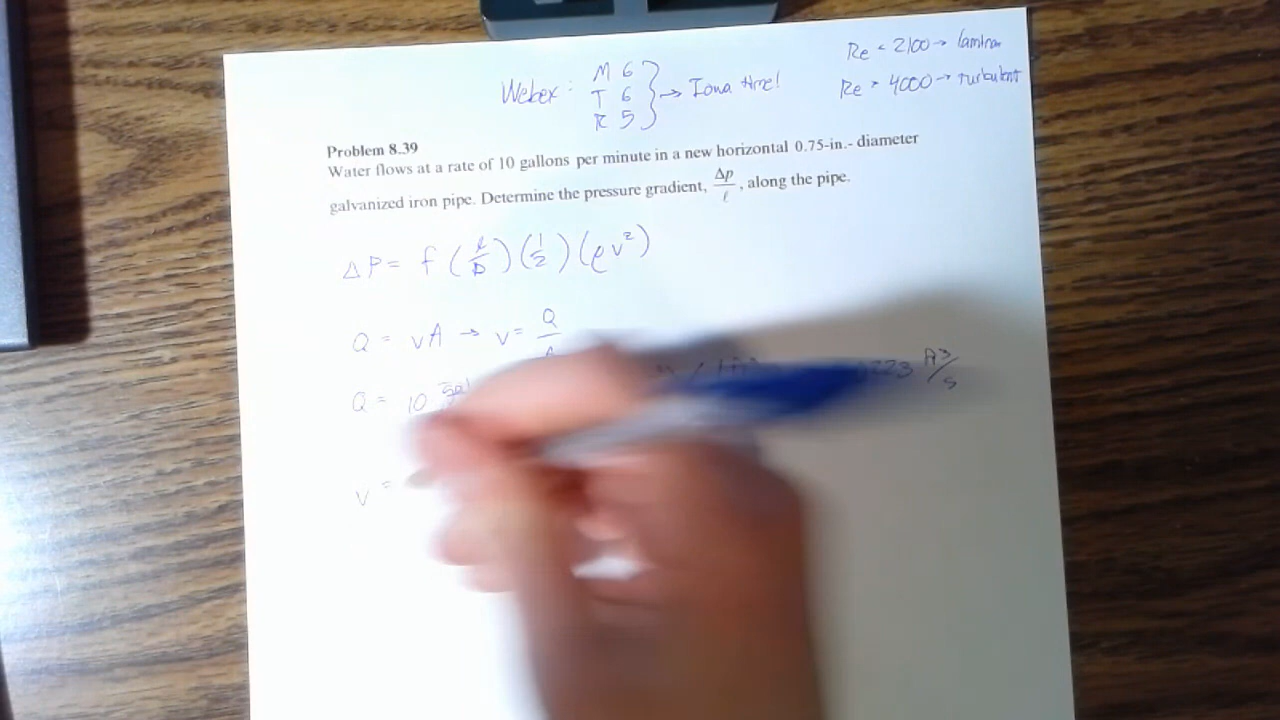 Re < 2100 → laminar
Re > 4000 → turbulent
Webex: M 6
T 6
R 5
→ Iowa time!
Problem 8.39
Water flows at a rate of 10 gallons per minute in a new horizontal 0.75-in.- diameter
galvanized iron pipe. Determine the pressure gradient, Δp/ℓ, along the pipe.
ΔP = f (ℓ/D) (1/2) (ρv²)
Q = vA → v = Q
Q = 10 gal
v =